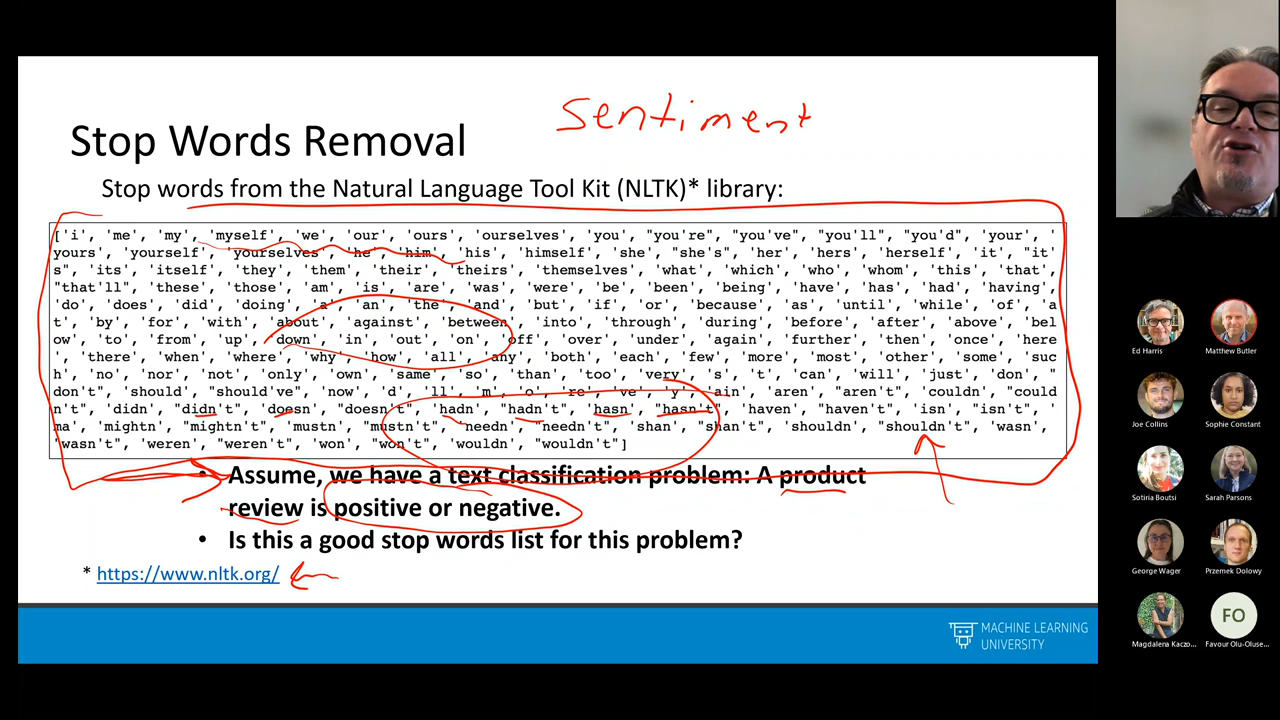 sentiment
Stop Words Removal
Stop words from the Natural Language Tool Kit (NLTK)* library:
['i', 'me', 'my', 'myself', 'we', 'our', 'ours', 'ourselves', 'you', "you're", "you've", "you'll", "you'd", 'your', '
yours', 'yourself', 'yourselves', 'he', 'him', 'his', 'himself', 'she', "she's", 'her', 'hers', 'herself', 'it', "it'
s", 'its', 'itself', 'they', 'them', 'their', 'theirs', 'themselves', 'what', 'which', 'who', 'whom', 'this', 'that',
"that'll", 'these', 'those', 'am', 'is', 'are', 'was', 'were', 'be', 'been', 'being', 'have', 'has', 'had', 'having',
'do', 'does', 'did', 'doing', 'a', 'an', 'the', 'and', 'but', 'if', 'or', 'because', 'as', 'until', 'while', 'of', 'a
t', 'by', 'for', 'with', 'about', 'against', 'between', 'into', 'through', 'during', 'before', 'after', 'above', 'bel
ow', 'to', 'from', 'up', 'down', 'in', 'out', 'on', 'off', 'over', 'under', 'again', 'further', 'then', 'once', 'here
', 'there', 'when', 'where', 'why', 'how', 'all', 'any', 'both', 'each', 'few', 'more', 'most', 'other', 'some', 'suc
h', 'no', 'nor', 'not', 'only', 'own', 'same', 'so', 'than', 'too', 'very', 's', 't', 'can', 'will', 'just', 'don', "
don't", 'should', "should've", 'now', 'd', 'll', 'm', 'o', 're', 've', 'y', 'ain', 'aren', "aren't", 'couldn', "could
n't", 'didn', "didn't", 'doesn', "doesn't", 'hadn', "hadn't", 'hasn', "hasn't", 'haven', "haven't", 'isn', "isn't", '
ma', 'mightn', "mightn't", 'mustn', "mustn't", 'needn', "needn't", 'shan', "shan't", 'shouldn', "shouldn't", 'wasn',
"wasn't", 'weren', "weren't", 'won', "won't", 'wouldn', "wouldn't"]
• Assume, we have a text classification problem: A product
review is positive or negative.
• Is this a good stop words list for this problem?
* https://www.nltk.org/
MACHINE LEARNING
UNIVERSITY
Ed Harris
Matthew Butler
Joe Collins
Sophie Constant
Sotiria Boutsi
Sarah Parsons
George Wager
Przemek Dolowy
Magdalena Kaczo...
FO
Favour Olu-Oluse...